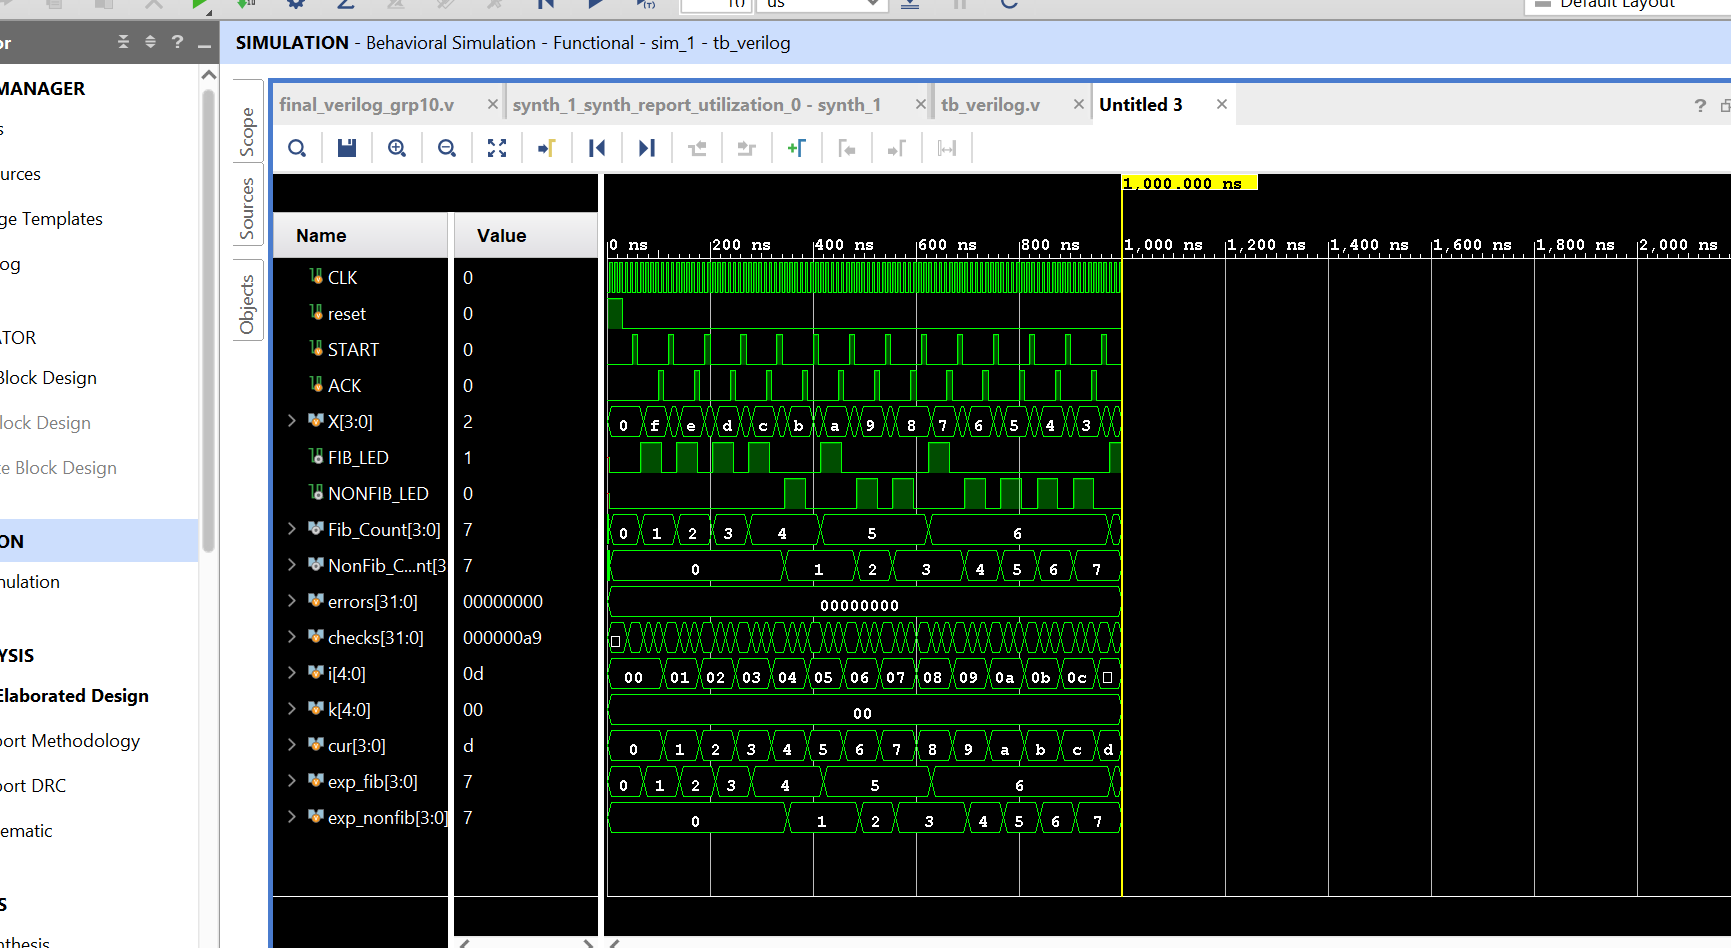 10 us Default Layout
or ?
SIMULATION - Behavioral Simulation - Functional - sim_1 - tb_verilog
MANAGER
s
urces
ge Templates
og
ATOR
Block Design
lock Design
te Block Design
ON
mulation
YSIS
Elaborated Design
port Methodology
port DRC
ematic
S
nthesis
Scope
Sources
Objects
final_verilog_grp10.v synth_1_synth_report_utilization_0 - synth_1 tb_verilog.v Untitled 3 ?
1,000.000 ns
Name Value
0 ns 200 ns 400 ns 600 ns 800 ns 1,000 ns 1,200 ns 1,400 ns 1,600 ns 1,800 ns 2,000 ns
CLK 0
reset 0
START 0
ACK 0
X[3:0] 2 0 f e d c b a 9 8 7 6 5 4 3
FIB_LED 1
NONFIB_LED 0
Fib_Count[3:0] 7 0 1 2 3 4 5 6
NonFib_C...nt[3 7 0 1 2 3 4 5 6 7
errors[31:0] 00000000 00000000
checks[31:0] 000000a9
i[4:0] 0d 00 01 02 03 04 05 06 07 08 09 0a 0b 0c
k[4:0] 00 00
cur[3:0] d 0 1 2 3 4 5 6 7 8 9 a b c d
exp_fib[3:0] 7 0 1 2 3 4 5 6
exp_nonfib[3:0] 7 0 1 2 3 4 5 6 7